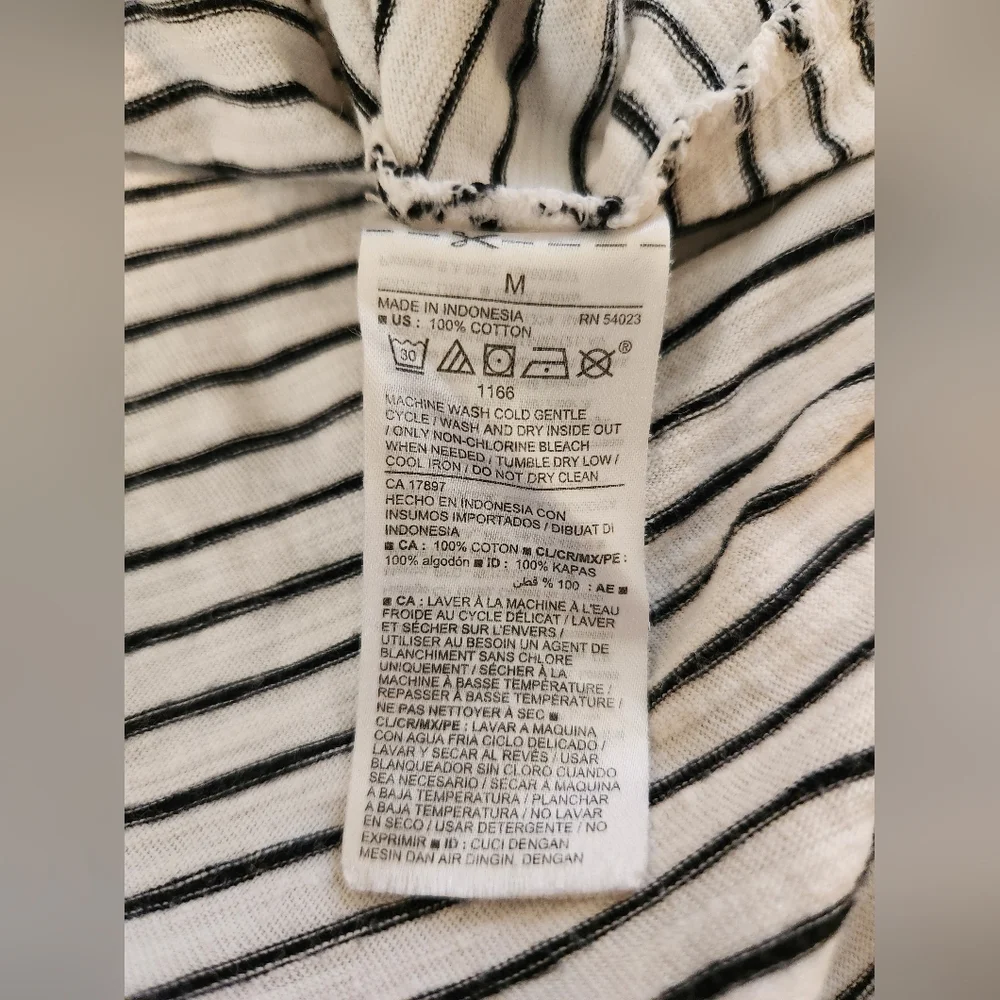 M
MADE IN INDONESIA RN 54023
■ US : 100% COTTON
30 ®
1166
MACHINE WASH COLD GENTLE
CYCLE / WASH AND DRY INSIDE OUT
/ ONLY NON-CHLORINE BLEACH
WHEN NEEDED / TUMBLE DRY LOW /
COOL IRON / DO NOT DRY CLEAN
CA 17897
HECHO EN INDONESIA CON
INSUMOS IMPORTADOS / DIBUAT DI
INDONESIA
■ CA : 100% COTON ■ CL/CR/MX/PE :
100% algodón ■ ID : 100% KAPAS
■ AE : 100 % قطن
■ CA : LAVER À LA MACHINE À L'EAU
FROIDE AU CYCLE DÉLICAT / LAVER
ET SÉCHER SUR L'ENVERS /
UTILISER AU BESOIN UN AGENT DE
BLANCHIMENT SANS CHLORE
UNIQUEMENT / SÉCHER À LA
MACHINE À BASSE TEMPÉRATURE /
REPASSER À BASSE TEMPÉRATURE /
NE PAS NETTOYER À SEC ■
CL/CR/MX/PE : LAVAR A MAQUINA
CON AGUA FRIA CICLO DELICADO /
LAVAR Y SECAR AL REVÉS / USAR
BLANQUEADOR SIN CLORO CUANDO
SEA NECESARIO / SECAR A MAQUINA
A BAJA TEMPERATURA / PLANCHAR
A BAJA TEMPERATURA / NO LAVAR
EN SECO / USAR DETERGENTE / NO
EXPRIMIR ■ ID : CUCI DENGAN
MESIN DAN AIR DINGIN DENGAN